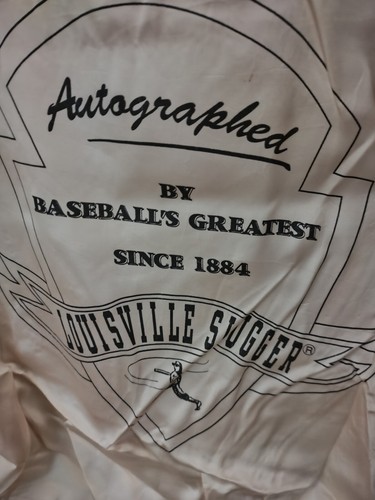 Autographed
BY
BASEBALL'S GREATEST
SINCE 1884
LOUISVILLE SLUGGER®